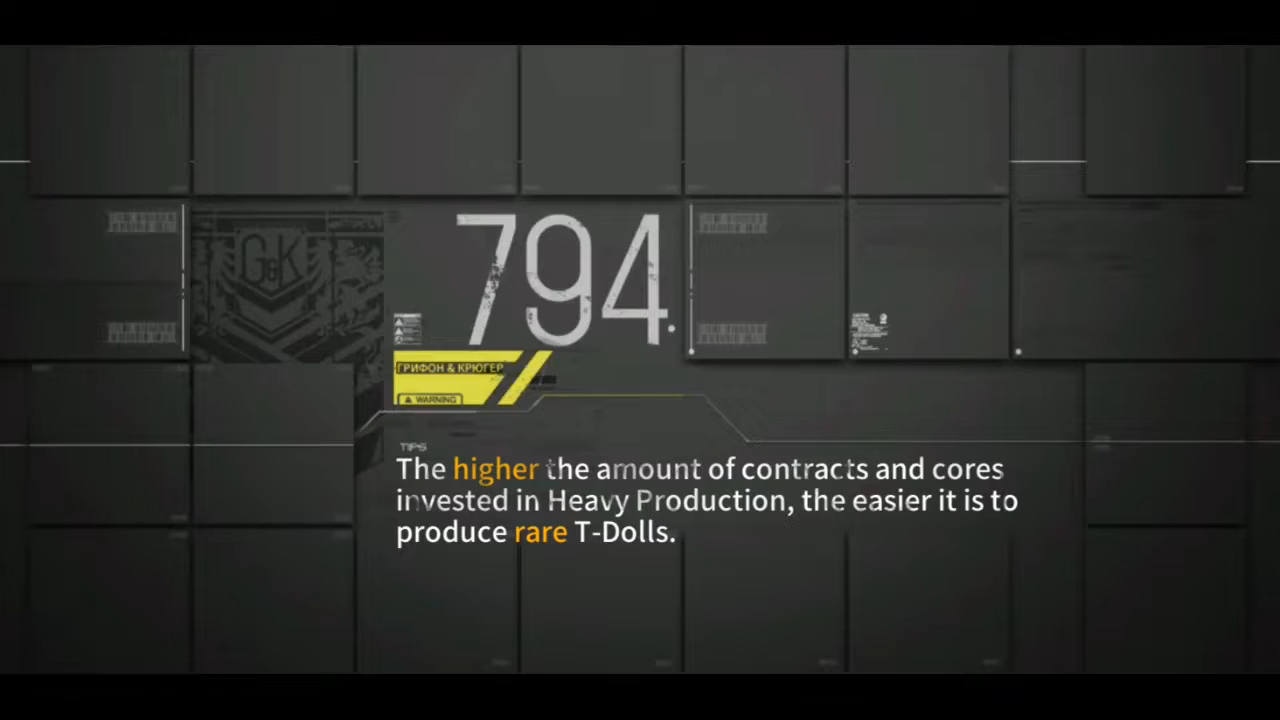 G&K
794.
ГРИФОН & КРЮГЕР
WARNING
TIPS
The higher the amount of contracts and cores
invested in Heavy Production, the easier it is to
produce rare T-Dolls.